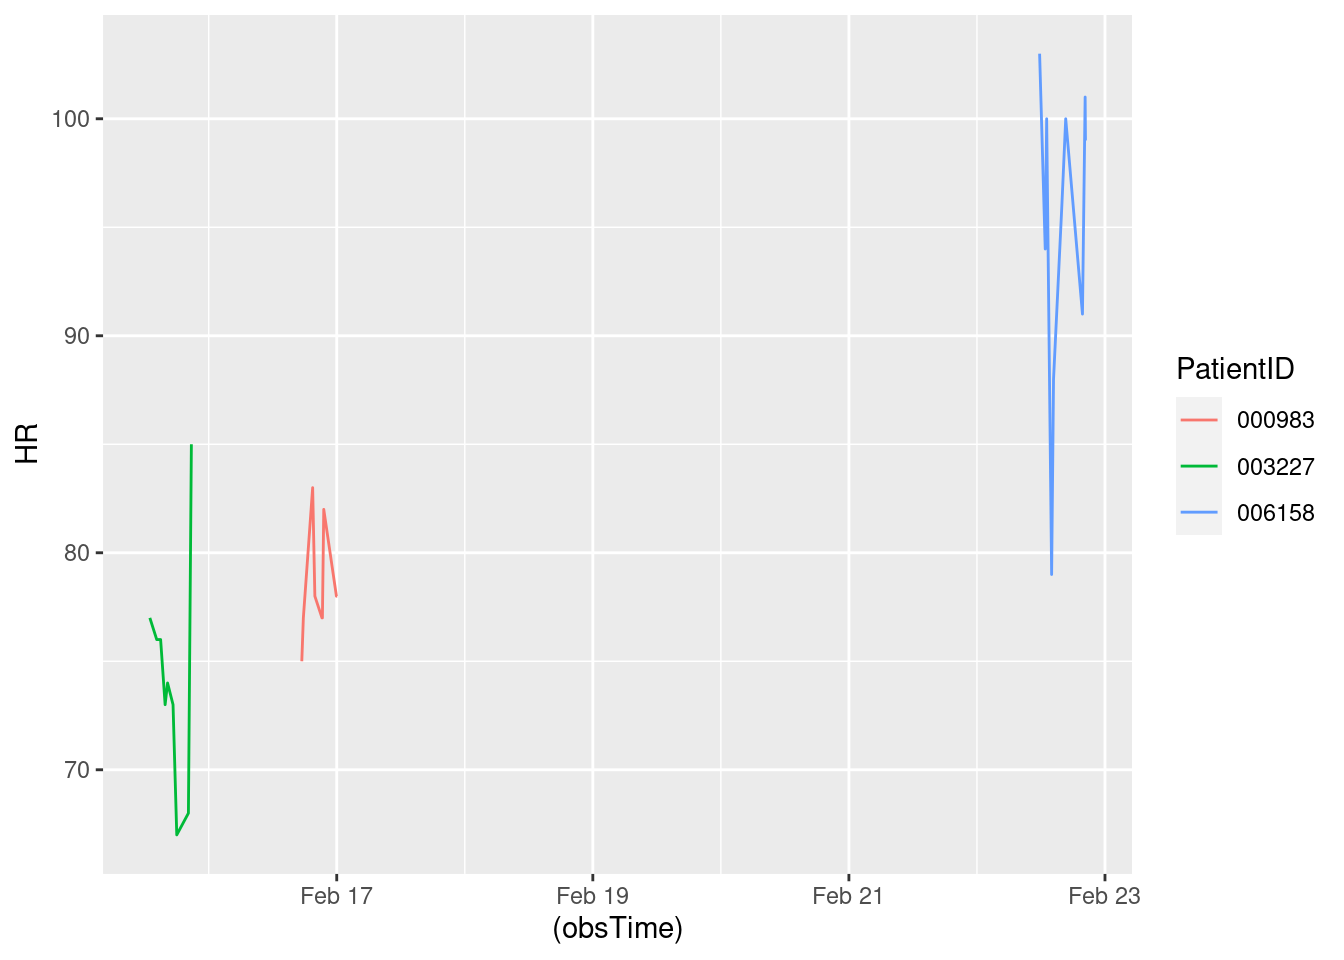 100
90
80
70
HR
Feb 17
Feb 19
Feb 21
Feb 23
(obsTime)
PatientID
000983
003227
006158